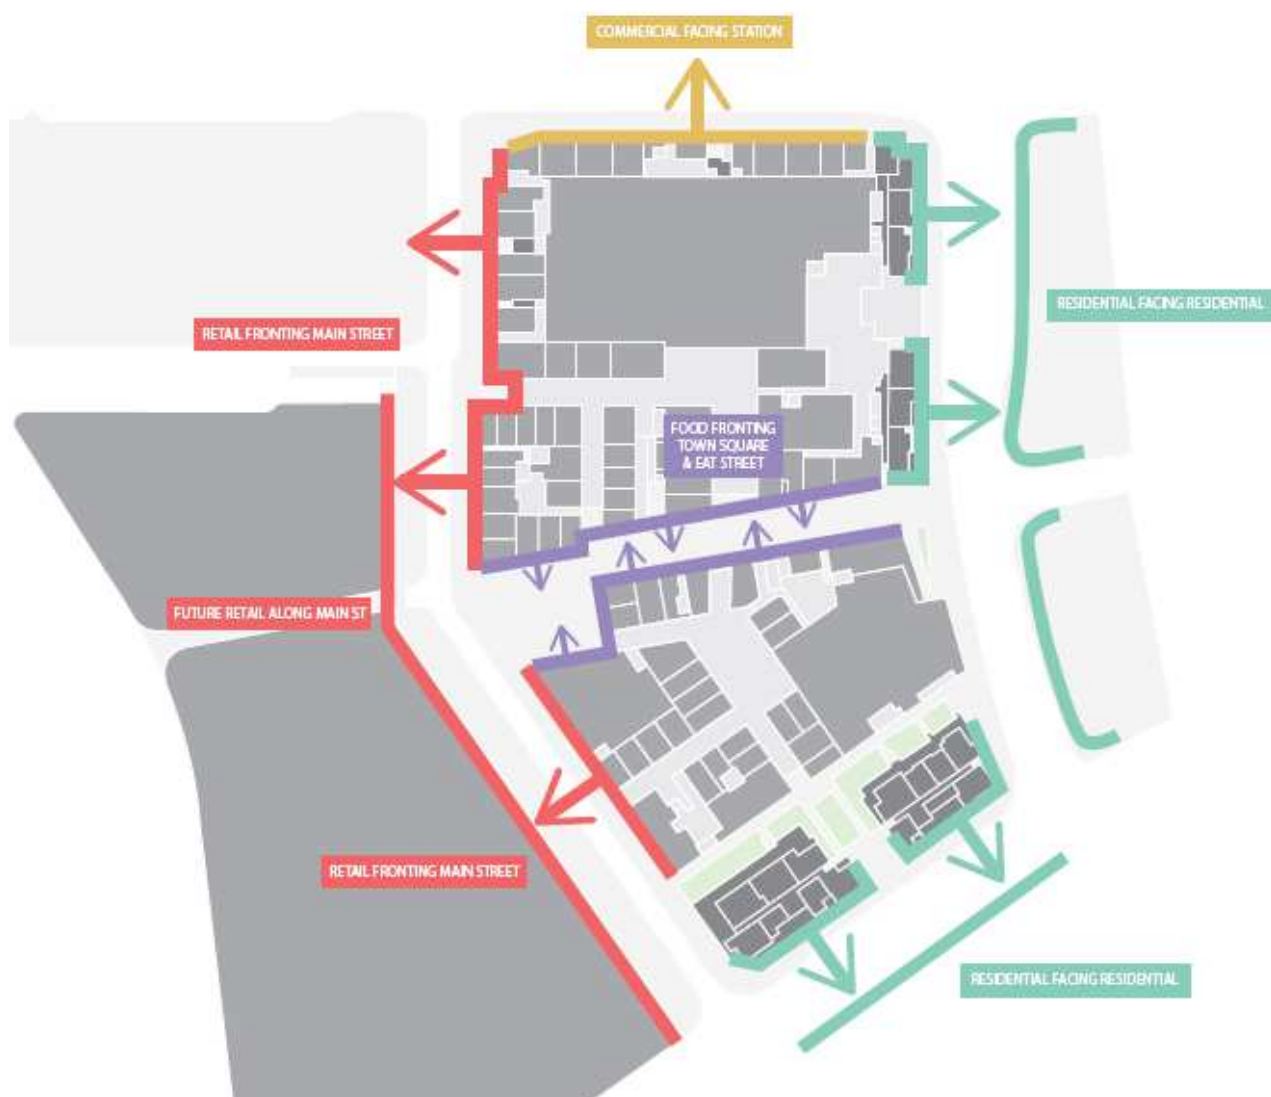 COMMERCIAL FACING STATION
RESIDENTIAL FACING RESIDENTIAL
RETAIL FRONTING MAIN STREET
FOOD FRONTING
TOWN SQUARE
& EAT STREET
FUTURE RETAIL ALONG MAIN ST
RETAIL FRONTING MAIN STREET
RESIDENTIAL FACING RESIDENTIAL